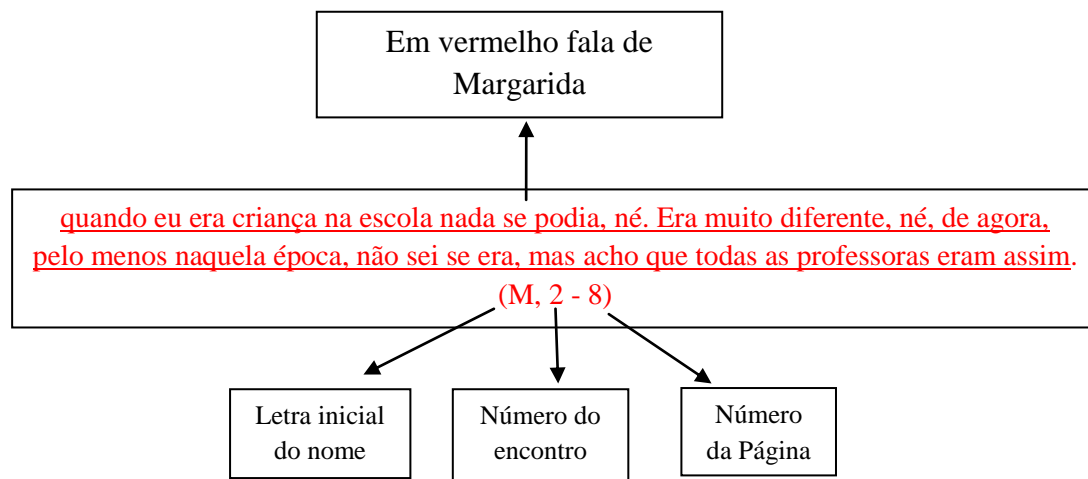 Em vermelho fala de
Margarida
quando eu era criança na escola nada se podia, né. Era muito diferente, né, de agora,
pelo menos naquela época, não sei se era, mas acho que todas as professoras eram assim.
(M, 2 - 8)
Letra inicial
do nome
Número do
encontro
Número
da Página